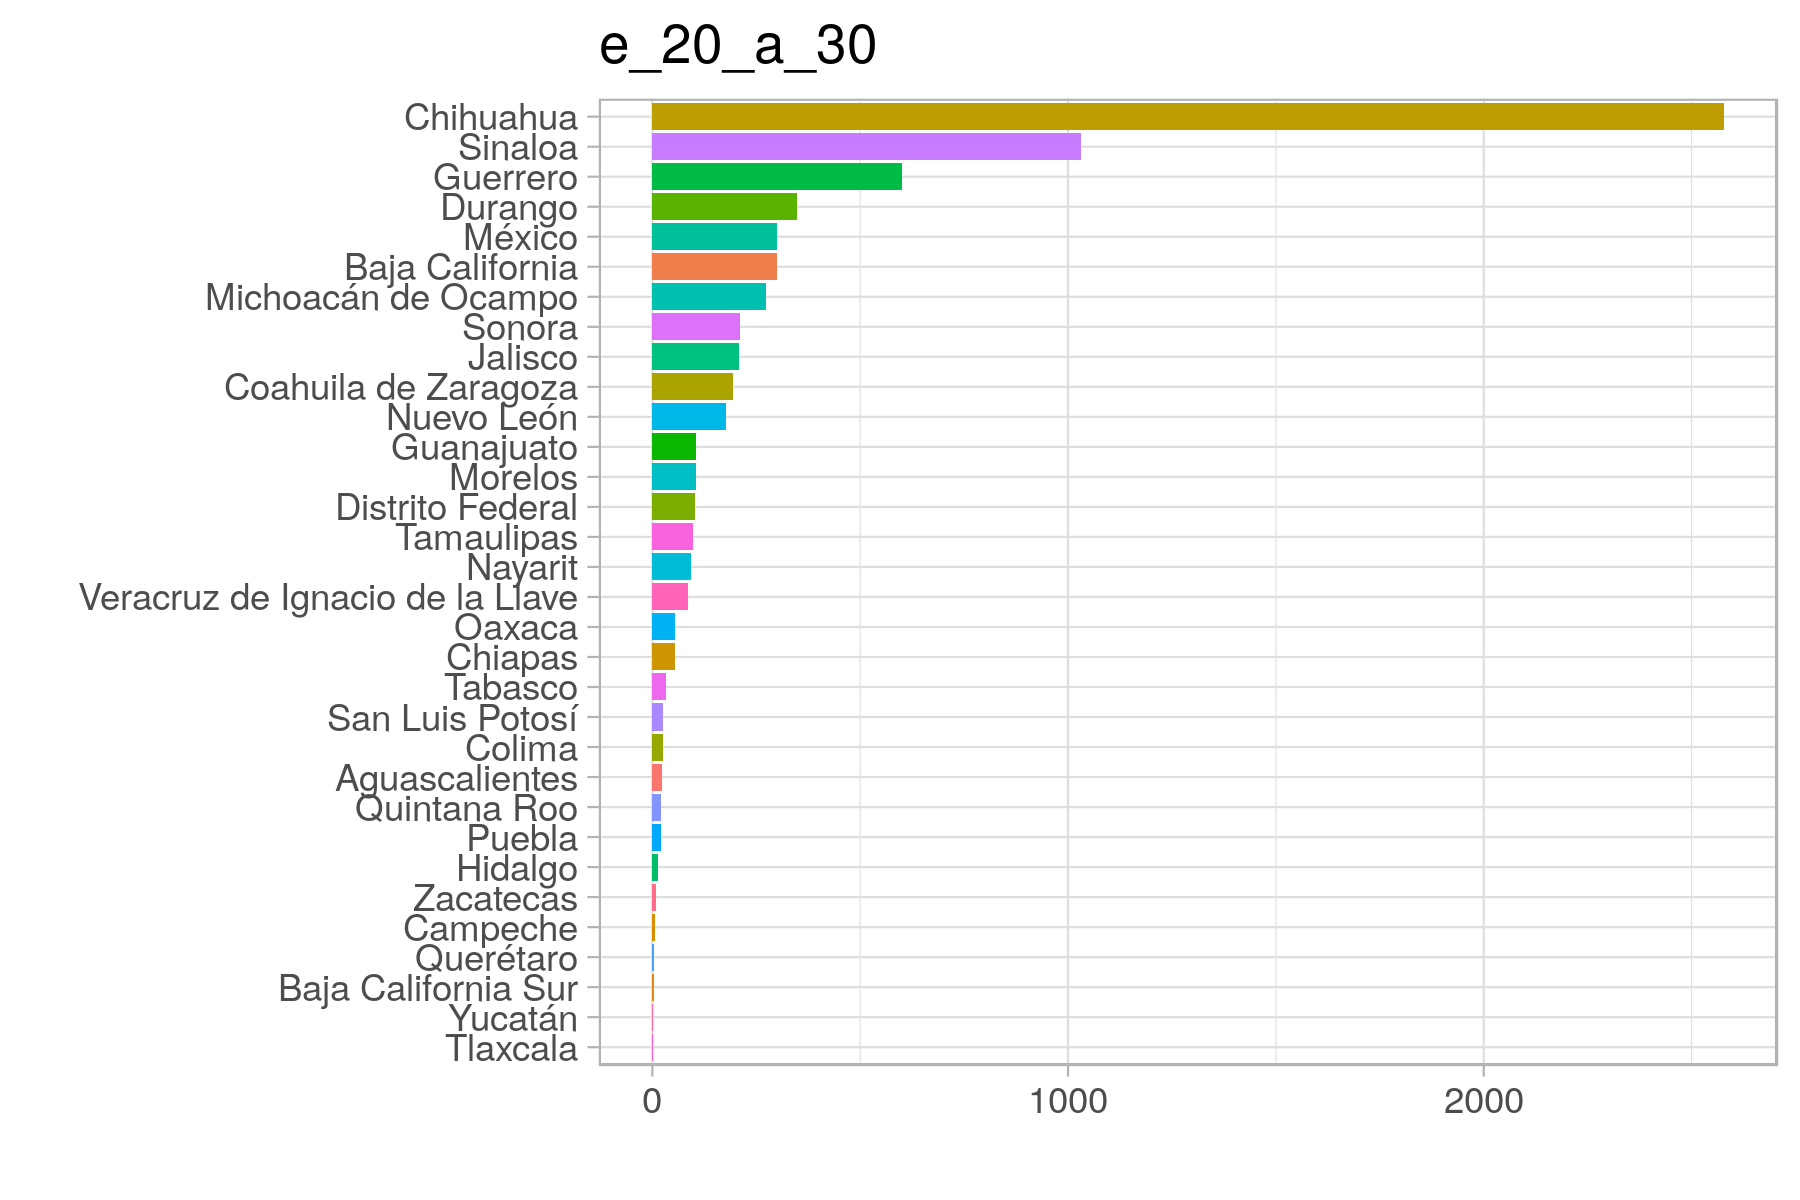 e_20_a_30
Chihuahua
Sinaloa
Guerrero
Durango
México
Baja California
Michoacán de Ocampo
Sonora
Jalisco
Coahuila de Zaragoza
Nuevo León
Guanajuato
Morelos
Distrito Federal
Tamaulipas
Nayarit
Veracruz de Ignacio de la Llave
Oaxaca
Chiapas
Tabasco
San Luis Potosí
Colima
Aguascalientes
Quintana Roo
Puebla
Hidalgo
Zacatecas
Campeche
Querétaro
Baja California Sur
Yucatán
Tlaxcala
0 1000 2000